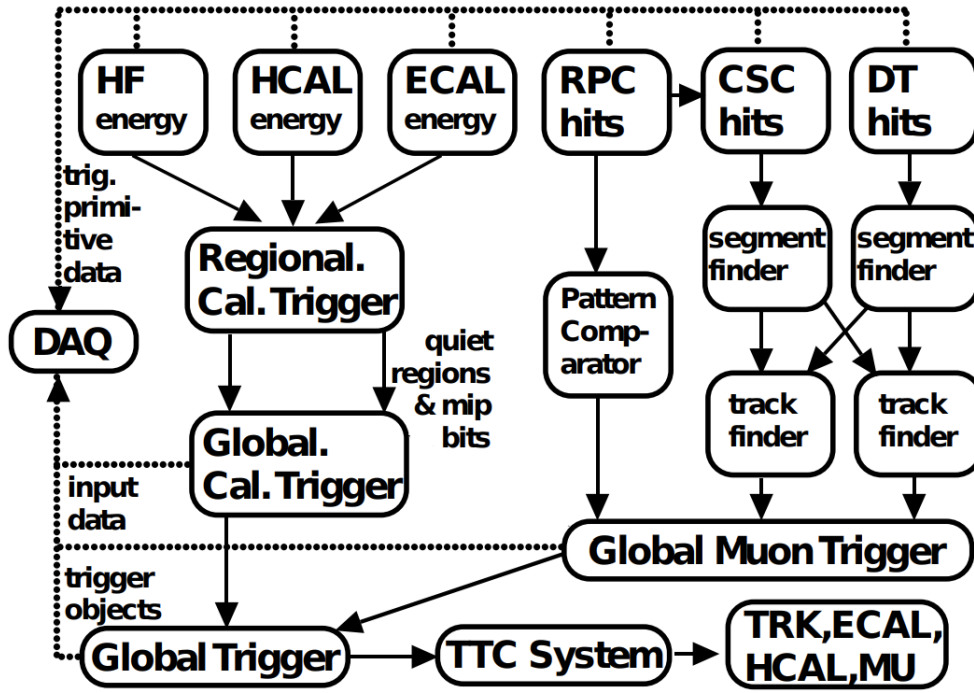 HF
energy
HCAL
energy
ECAL
energy
RPC
hits
CSC
hits
DT
hits
trig.
primi-
tive
data
Regional.
Cal. Trigger
segment
finder
segment
finder
Pattern
Comp-
arator
DAQ
quiet
regions
& mip
bits
track
finder
track
finder
Global.
Cal. Trigger
input
data
Global Muon Trigger
trigger
objects
Global Trigger
TTC System
TRK,ECAL,
HCAL,MU